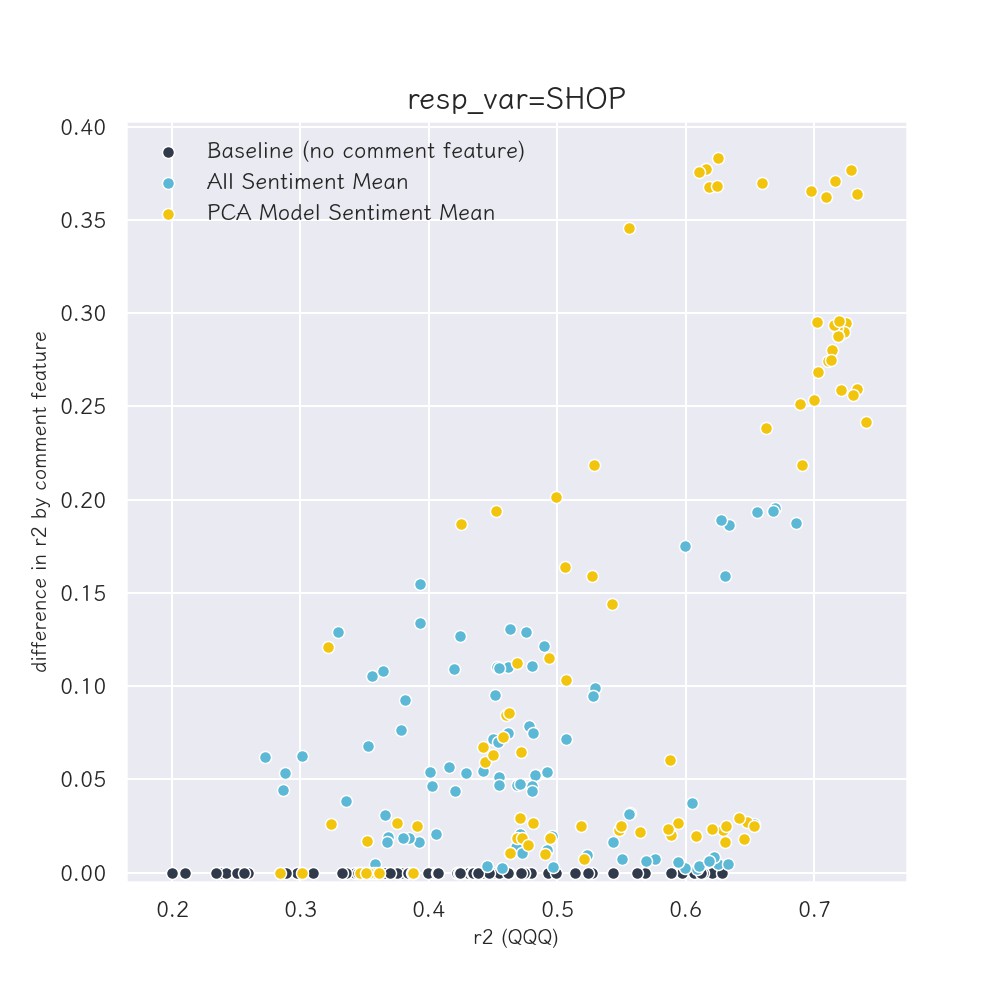 resp_var=SHOP
Baseline (no comment feature)
All Sentiment Mean
PCA Model Sentiment Mean
difference in r2 by comment feature
0.40
0.35
0.30
0.25
0.20
0.15
0.10
0.05
0.00
0.2 0.3 0.4 0.5 0.6 0.7
r2 (QQQ)